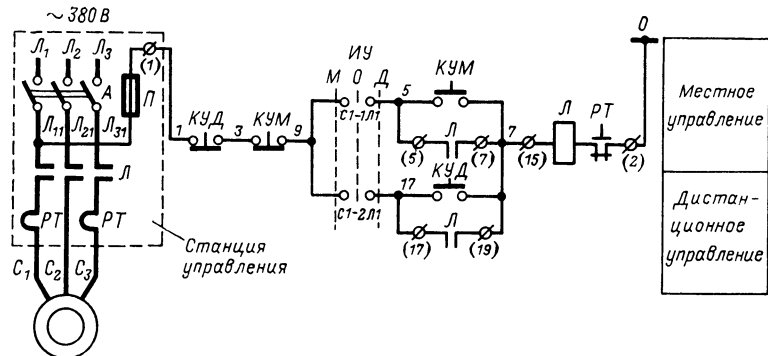 ~380 В
Л₁ Л₂ Л₃
А
П
(1)
Л₁₁ Л₂₁ Л₃₁
Л
РТ РТ
С₁ С₂ С₃
Станция
управления
1 КУД 3 КУМ 9
ИУ
М О Д
С1-1Л1
С1-2Л1
5 КУМ
(5) Л (7)
7
17 КУД
(17) Л (19)
(15)
Л
РТ
(2)
О
Местное
управление
Дистан-
ционное
управление